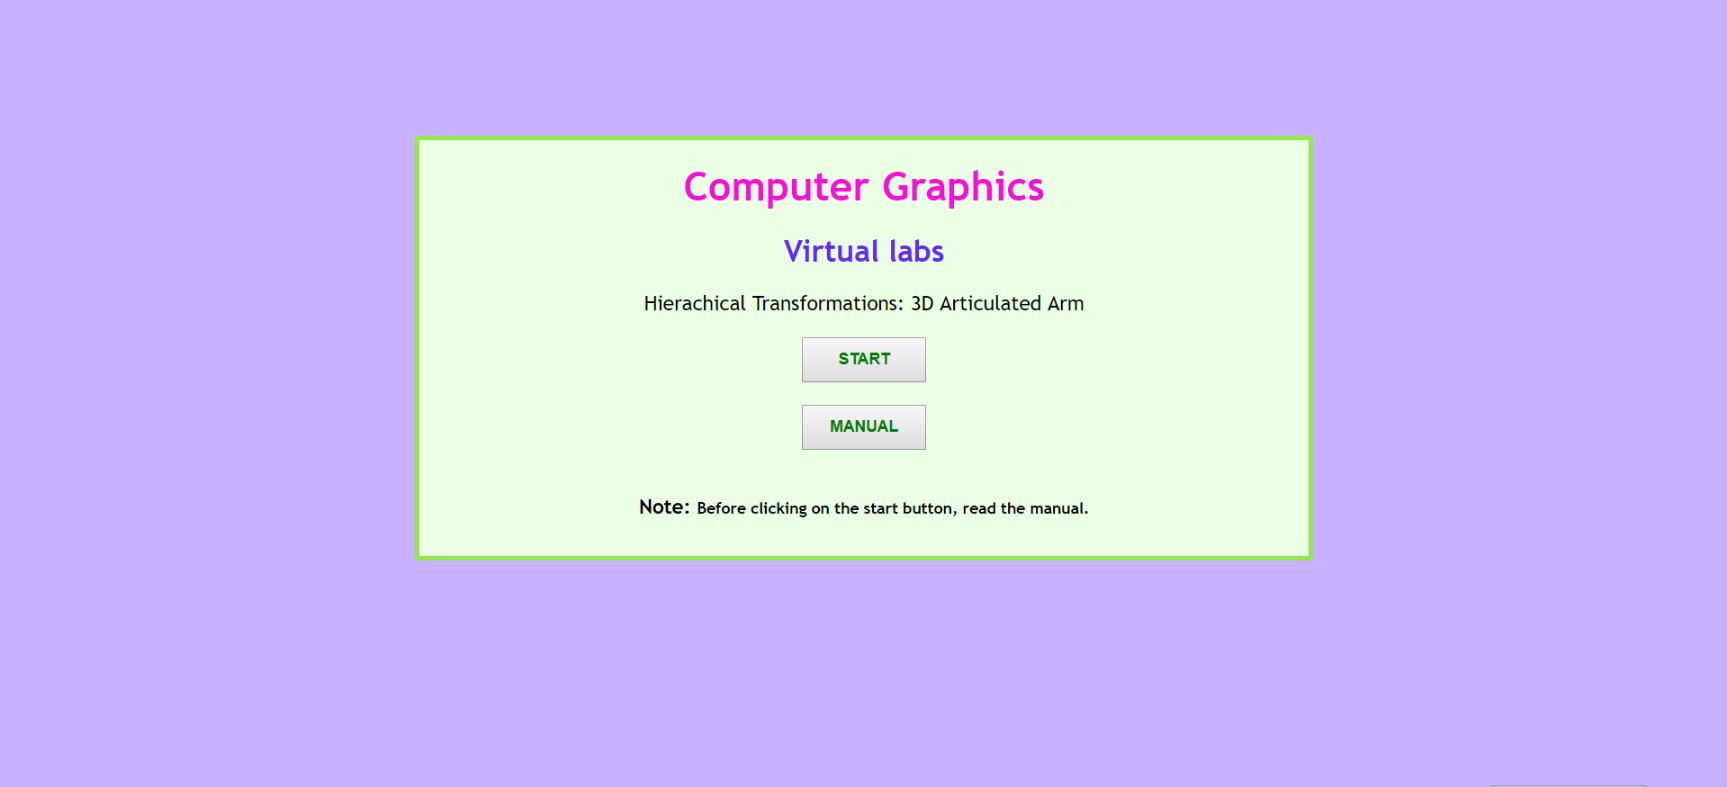 Computer Graphics
Virtual labs
Hierachical Transformations: 3D Articulated Arm
START
MANUAL
Note: Before clicking on the start button, read the manual.